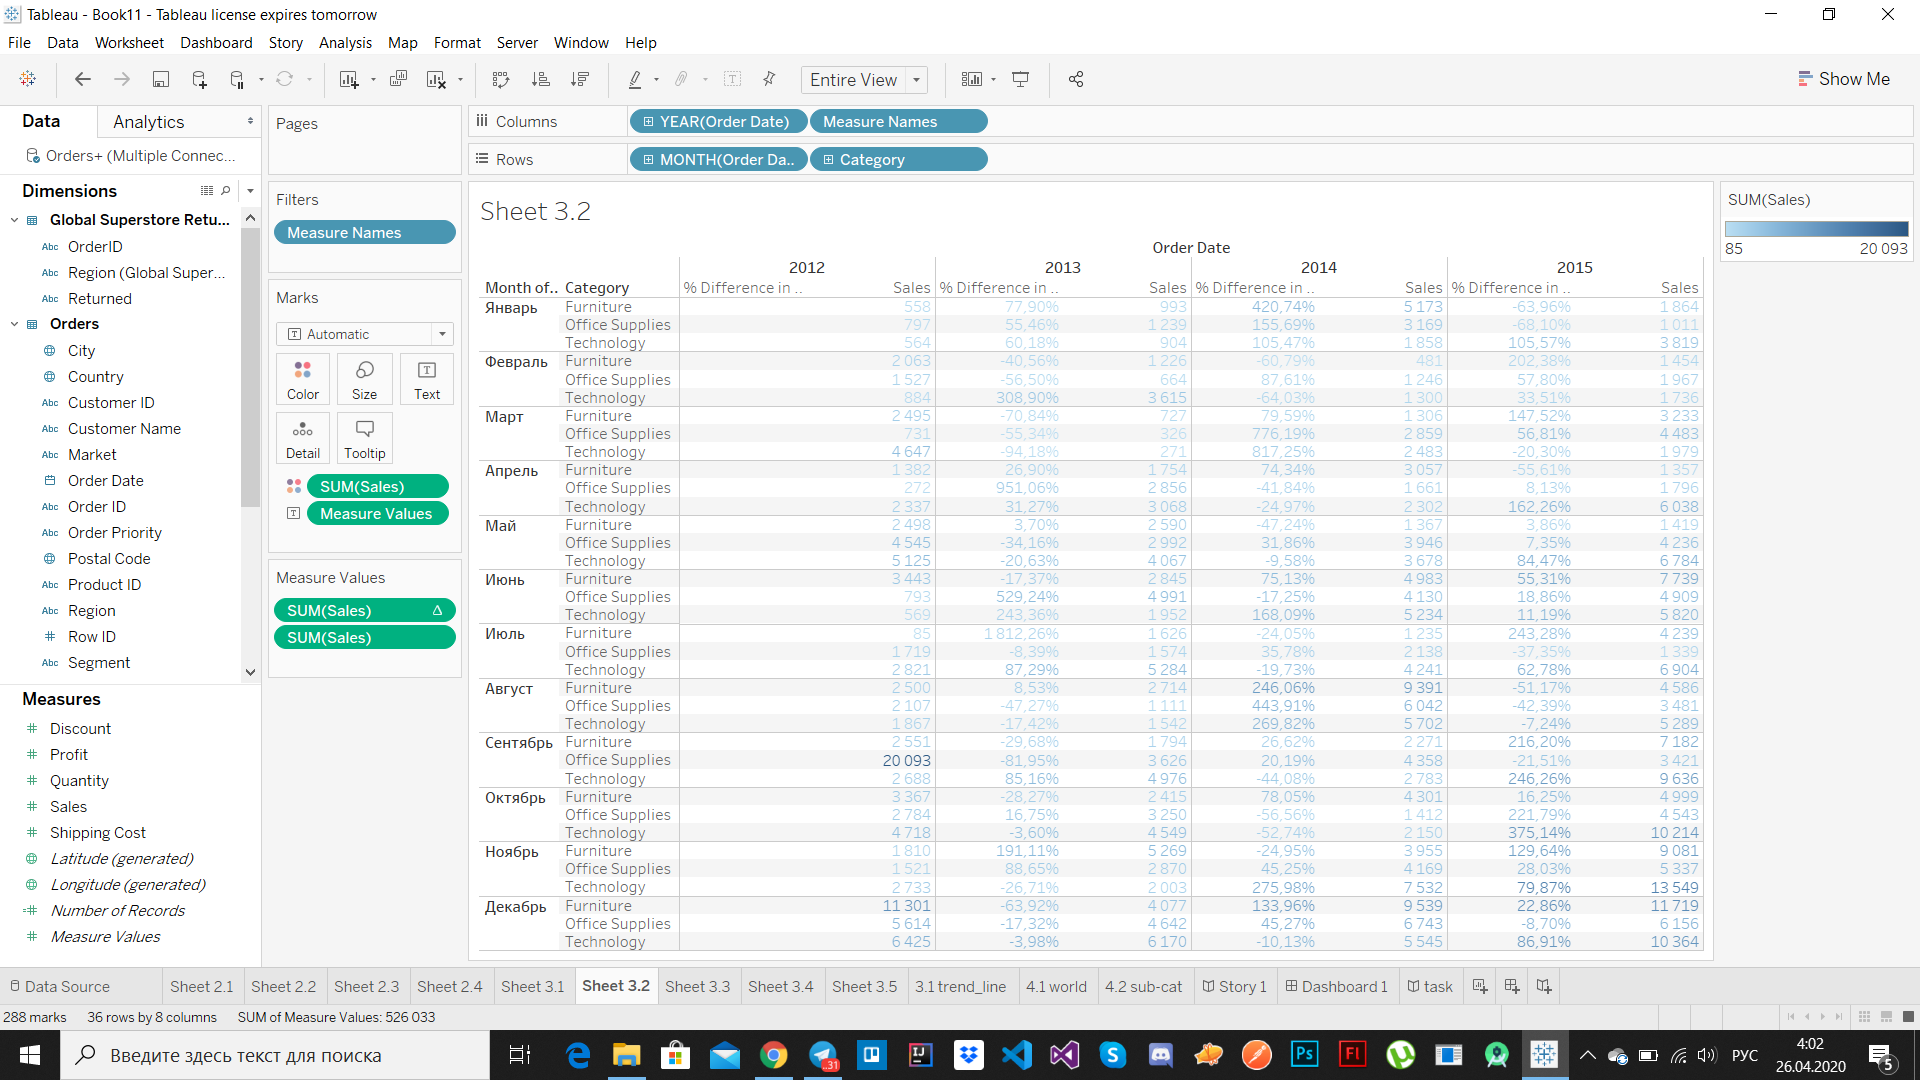 Tableau - Book11 - Tableau license expires tomorrow
File Data Worksheet Dashboard Story Analysis Map Format Server Window Help
Entire View
Show Me
Data Analytics
Orders+ (Multiple Connec...
Dimensions
Global Superstore Retu...
Abc OrderID
Abc Region (Global Super...
Abc Returned
Orders
City
Country
Abc Customer ID
Abc Customer Name
Abc Market
Order Date
Abc Order ID
Abc Order Priority
Postal Code
Abc Product ID
Abc Region
# Row ID
Abc Segment
Measures
# Discount
# Profit
# Quantity
# Sales
# Shipping Cost
Latitude (generated)
Longitude (generated)
=# Number of Records
# Measure Values
Pages
Filters
Measure Names
Marks
Automatic
Color Size Text
Detail Tooltip
SUM(Sales)
Measure Values
Measure Values
SUM(Sales) Δ
SUM(Sales)
Columns YEAR(Order Date) Measure Names
Rows MONTH(Order Da.. Category
Sheet 3.2
Order Date
2012 2013 2014 2015
Month of.. Category % Difference in .. Sales % Difference in .. Sales % Difference in .. Sales % Difference in .. Sales
Январь Furniture 558 77,90% 993 420,74% 5 173 -63,96% 1 864
Office Supplies 797 55,46% 1 239 155,69% 3 169 -68,10% 1 011
Technology 564 60,18% 904 105,47% 1 858 105,57% 3 819
Февраль Furniture 2 063 -40,56% 1 226 -60,79% 481 202,38% 1 454
Office Supplies 1 527 -56,50% 664 87,61% 1 246 57,80% 1 967
Technology 884 308,90% 3 615 -64,03% 1 300 33,51% 1 736
Март Furniture 2 495 -70,84% 727 79,59% 1 306 147,52% 3 233
Office Supplies 731 -55,34% 326 776,19% 2 859 56,81% 4 483
Technology 4 647 -94,18% 271 817,25% 2 483 -20,30% 1 979
Апрель Furniture 1 382 26,90% 1 754 74,34% 3 057 -55,61% 1 357
Office Supplies 272 951,06% 2 856 -41,84% 1 661 8,13% 1 796
Technology 2 337 31,27% 3 068 -24,97% 2 302 162,26% 6 038
Май Furniture 2 498 3,70% 2 590 -47,24% 1 367 3,86% 1 419
Office Supplies 4 545 -34,16% 2 992 31,86% 3 946 7,35% 4 236
Technology 5 125 -20,63% 4 067 -9,58% 3 678 84,47% 6 784
Июнь Furniture 3 443 -17,37% 2 845 75,13% 4 983 55,31% 7 739
Office Supplies 793 529,24% 4 991 -17,25% 4 130 18,86% 4 909
Technology 569 243,36% 1 952 168,09% 5 234 11,19% 5 820
Июль Furniture 85 1 812,26% 1 626 -24,05% 1 235 243,28% 4 239
Office Supplies 1 719 -8,39% 1 574 35,78% 2 138 -37,35% 1 339
Technology 2 821 87,29% 5 284 -19,73% 4 241 62,78% 6 904
Август Furniture 2 500 8,53% 2 714 246,06% 9 391 -51,17% 4 586
Office Supplies 2 107 -47,27% 1 111 443,91% 6 042 -42,39% 3 481
Technology 1 867 -17,42% 1 542 269,82% 5 702 -7,24% 5 289
Сентябрь Furniture 2 551 -29,68% 1 794 26,62% 2 271 216,20% 7 182
Office Supplies 20 093 -81,95% 3 626 20,19% 4 358 -21,51% 3 421
Technology 2 688 85,16% 4 976 -44,08% 2 783 246,26% 9 636
Октябрь Furniture 3 367 -28,27% 2 415 78,05% 4 301 16,25% 4 999
Office Supplies 2 784 16,75% 3 250 -56,56% 1 412 221,79% 4 543
Technology 4 718 -3,60% 4 549 -52,74% 2 150 375,14% 10 214
Ноябрь Furniture 1 810 191,11% 5 269 -24,95% 3 955 129,64% 9 081
Office Supplies 1 521 88,65% 2 870 45,25% 4 169 28,03% 5 337
Technology 2 733 -26,71% 2 003 275,98% 7 532 79,87% 13 549
Декабрь Furniture 11 301 -63,92% 4 077 133,96% 9 539 22,86% 11 719
Office Supplies 5 614 -17,32% 4 642 45,27% 6 743 -8,70% 6 156
Technology 6 425 -3,98% 6 170 -10,13% 5 545 86,91% 10 364
SUM(Sales)
85 20 093
Data Source Sheet 2.1 Sheet 2.2 Sheet 2.3 Sheet 2.4 Sheet 3.1 Sheet 3.2 Sheet 3.3 Sheet 3.4 Sheet 3.5 3.1 trend_line 4.1 world 4.2 sub-cat Story 1 Dashboard 1 task
288 marks 36 rows by 8 columns SUM of Measure Values: 526 033
Введите здесь текст для поиска
..31
IJ
Ps
Fl
РУС
4:02
26.04.2020
5